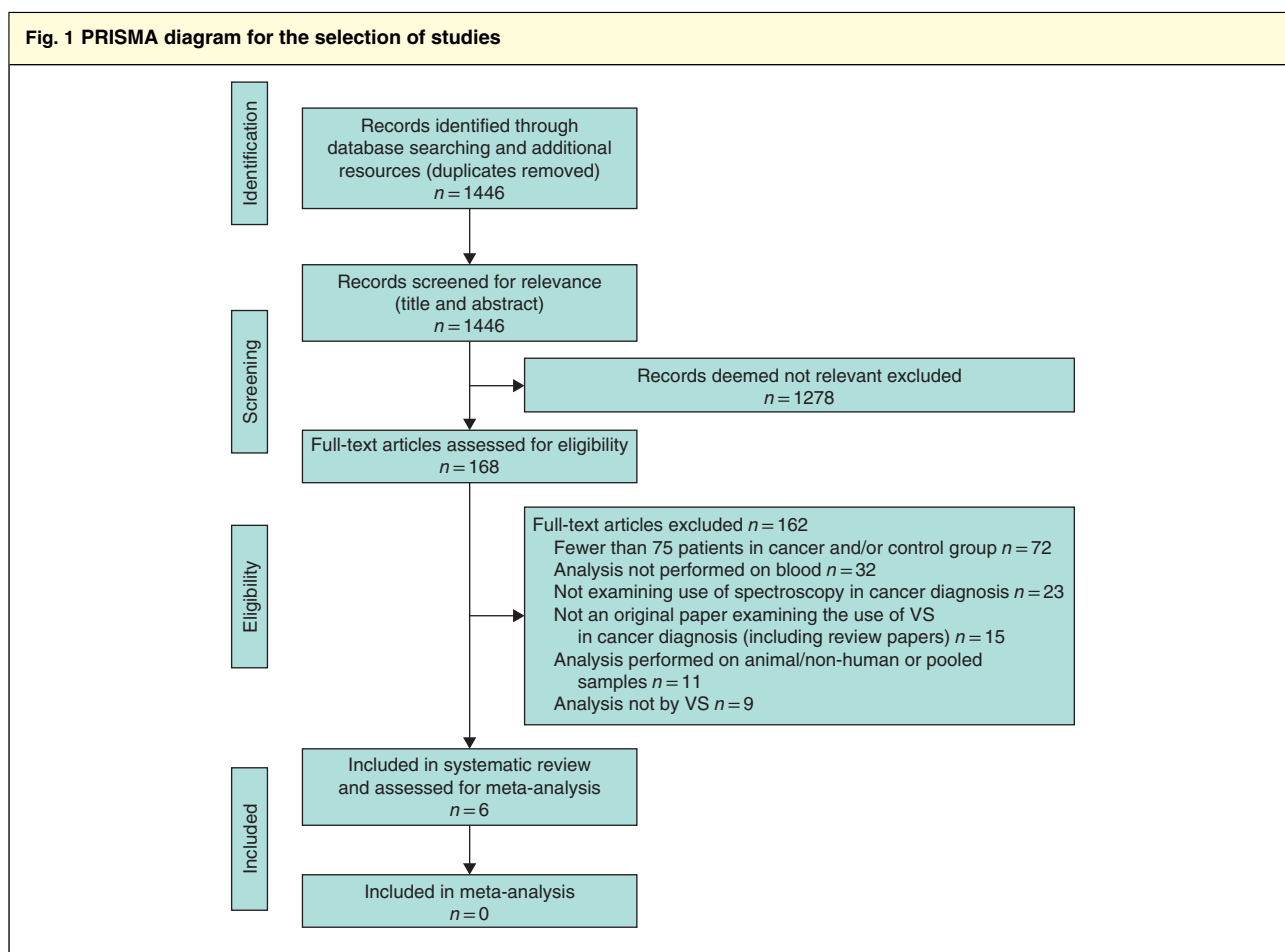 Fig. 1 PRISMA diagram for the selection of studies
Identification
Records identified through
database searching and additional
resources (duplicates removed)
n = 1446
Screening
Records screened for relevance
(title and abstract)
n = 1446
Records deemed not relevant excluded
n = 1278
Full-text articles assessed for eligibility
n = 168
Eligibility
Full-text articles excluded n = 162
Fewer than 75 patients in cancer and/or control group n = 72
Analysis not performed on blood n = 32
Not examining use of spectroscopy in cancer diagnosis n = 23
Not an original paper examining the use of VS
in cancer diagnosis (including review papers) n = 15
Analysis performed on animal/non-human or pooled
samples n = 11
Analysis not by VS n = 9
Included
Included in systematic review
and assessed for meta-analysis
n = 6
Included in meta-analysis
n = 0